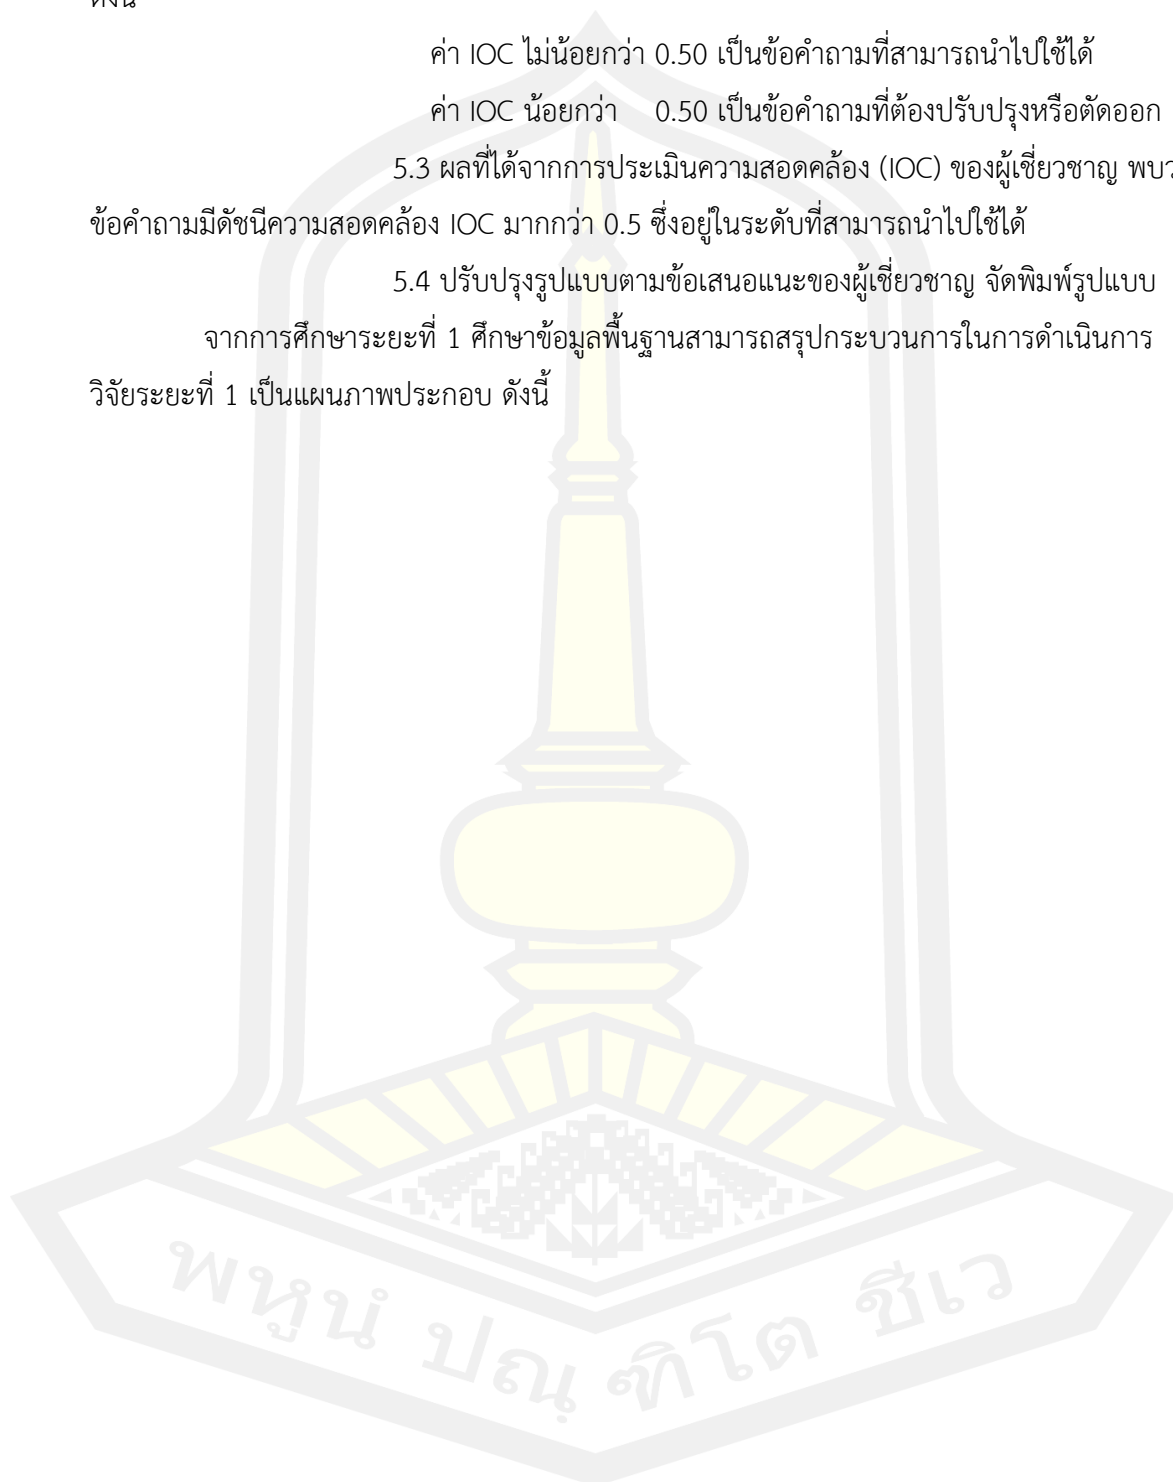 ดังนี้
ค่า IOC ไม่น้อยกว่า 0.50 เป็นข้อคำถามที่สามารถนำไปใช้ได้
ค่า IOC น้อยกว่า 0.50 เป็นข้อคำถามที่ต้องปรับปรุงหรือตัดออก
5.3 ผลที่ได้จากการประเมินความสอดคล้อง (IOC) ของผู้เชี่ยวชาญ
ข้อคำถามมีดัชนีความสอดคล้อง IOC มากกว่า 0.5 ซึ่งอยู่ในระดับที่สามารถนำไปใช้ได้
5.4 ปรับปรุงรูปแบบตามข้อเสนอแนะของผู้เชี่ยวชาญ จัดพิมพ์รูปแบบ
จากการศึกษาระยะที่ 1 ศึกษาข้อมูลพื้นฐานสามารถสรุปกระบวนการในการดำเนินการ
วิจัยระยะที่ 1 เป็นแผนภาพประกอบ ดังนี้
พหูนํ ปณฺฑิโต ชีเว